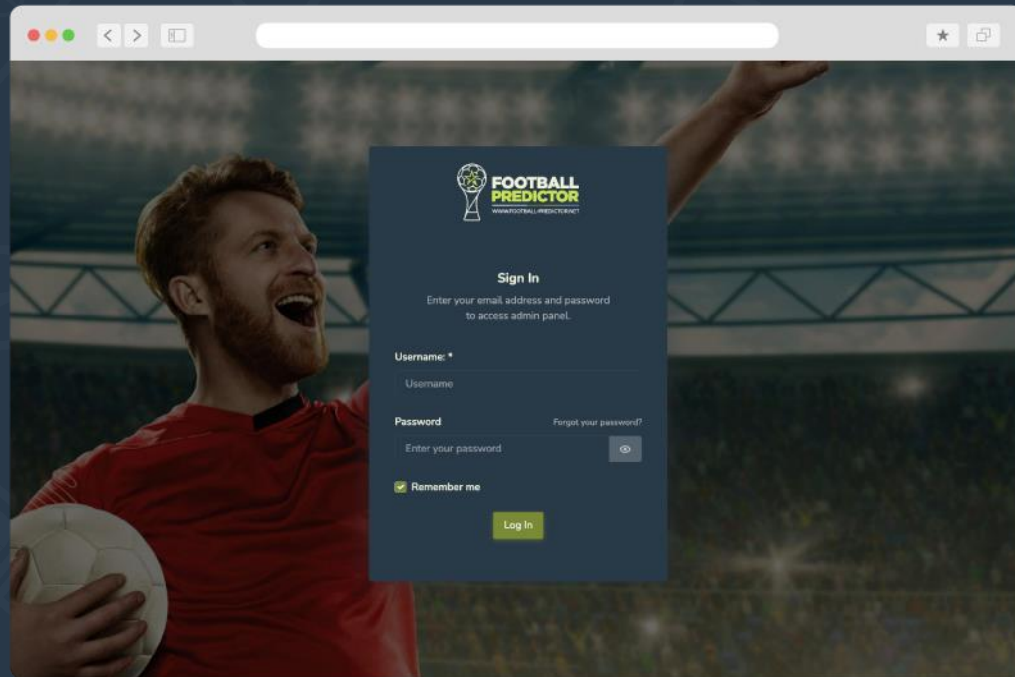 FOOTBALL
PREDICTOR
WWW.FOOTBALL-PREDICTOR.NET
Sign In
Enter your email address and password
to access admin panel.
Username: *
Username
Password Forgot your password?
Enter your password
Remember me
Log In